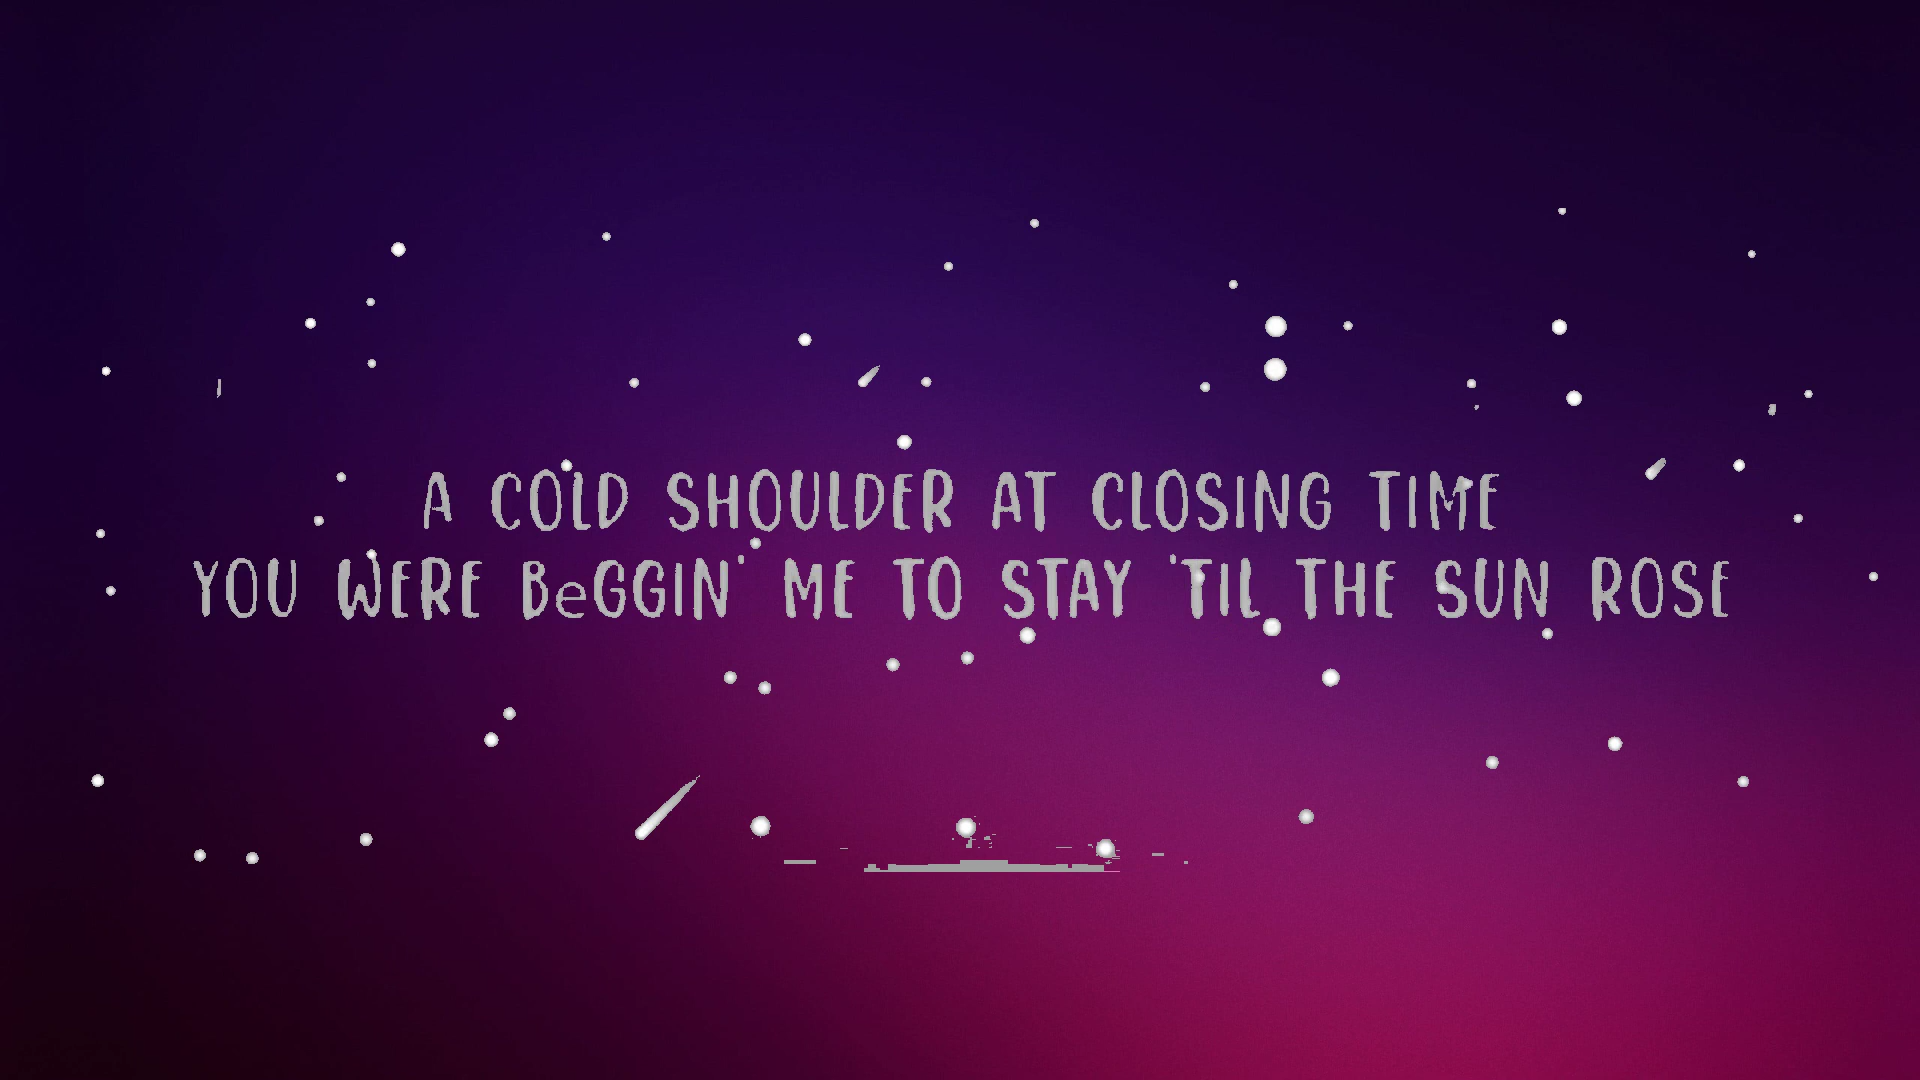 A COLD SHOULDER AT CLOSING TIME
YOU WERE BeGGIN' ME TO STAY 'TIL THE SUN ROSE